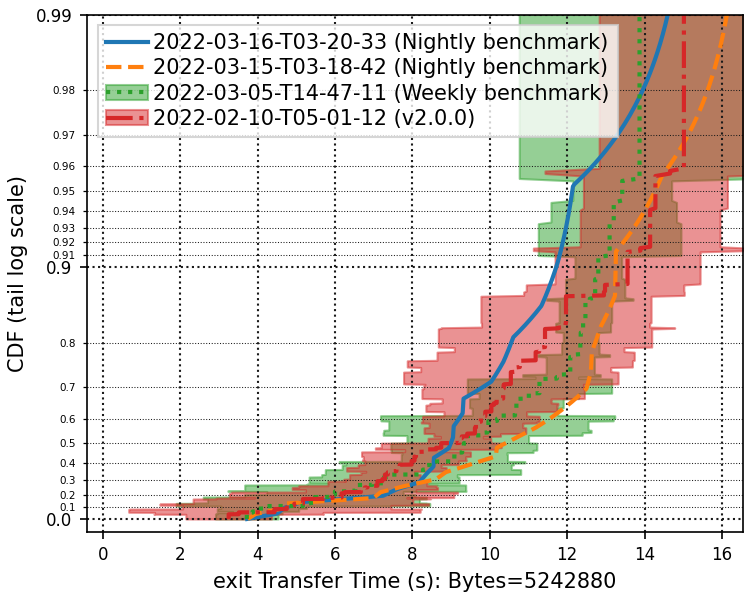 0.99
2022-03-16-T03-20-33 (Nightly benchmark)
2022-03-15-T03-18-42 (Nightly benchmark)
2022-03-05-T14-47-11 (Weekly benchmark)
2022-02-10-T05-01-12 (v2.0.0)
0.98
0.97
0.96
0.95
0.94
0.93
0.92
0.91
0.9
0.8
0.7
0.6
0.5
0.4
0.3
0.2
0.1
0.0
CDF (tail log scale)
0 2 4 6 8 10 12 14 16
exit Transfer Time (s): Bytes=5242880